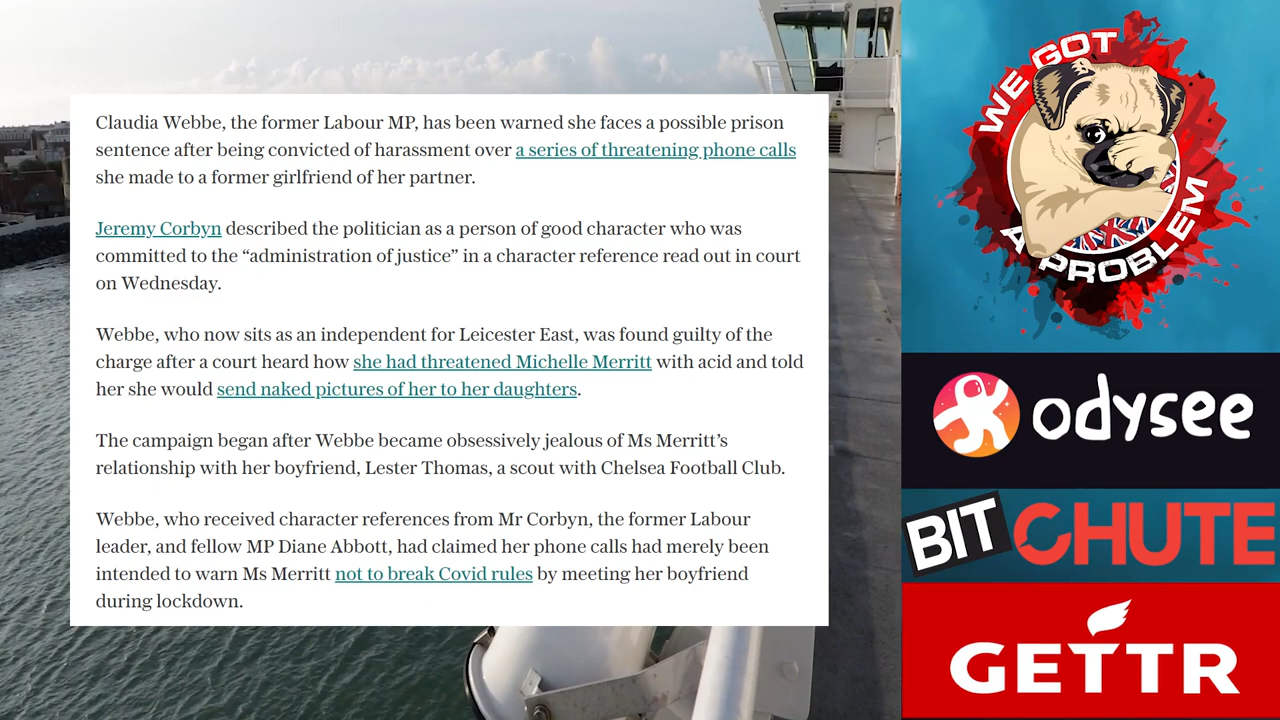 Claudia Webbe, the former Labour MP, has been warned she faces a possible prison
sentence after being convicted of harassment over a series of threatening phone calls
she made to a former girlfriend of her partner.
Jeremy Corbyn described the politician as a person of good character who was
committed to the “administration of justice” in a character reference read out in court
on Wednesday.
Webbe, who now sits as an independent for Leicester East, was found guilty of the
charge after a court heard how she had threatened Michelle Merritt with acid and told
her she would send naked pictures of her to her daughters.
The campaign began after Webbe became obsessively jealous of Ms Merritt’s
relationship with her boyfriend, Lester Thomas, a scout with Chelsea Football Club.
Webbe, who received character references from Mr Corbyn, the former Labour
leader, and fellow MP Diane Abbott, had claimed her phone calls had merely been
intended to warn Ms Merritt not to break Covid rules by meeting her boyfriend
during lockdown.
WE GOT
A PROBLEM
odysee
BITCHUTE
GETTR